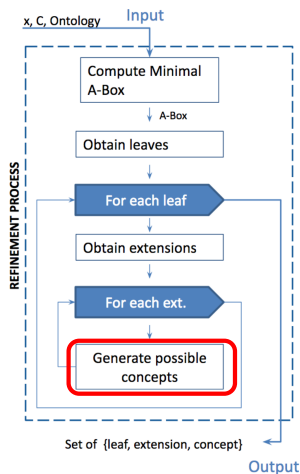 Input
x, C, Ontology
REFINEMENT PROCESS
Compute Minimal
A-Box
A-Box
Obtain leaves
For each leaf
Obtain extensions
For each ext.
Generate possible
concepts
Set of {leaf, extension, concept}
Output